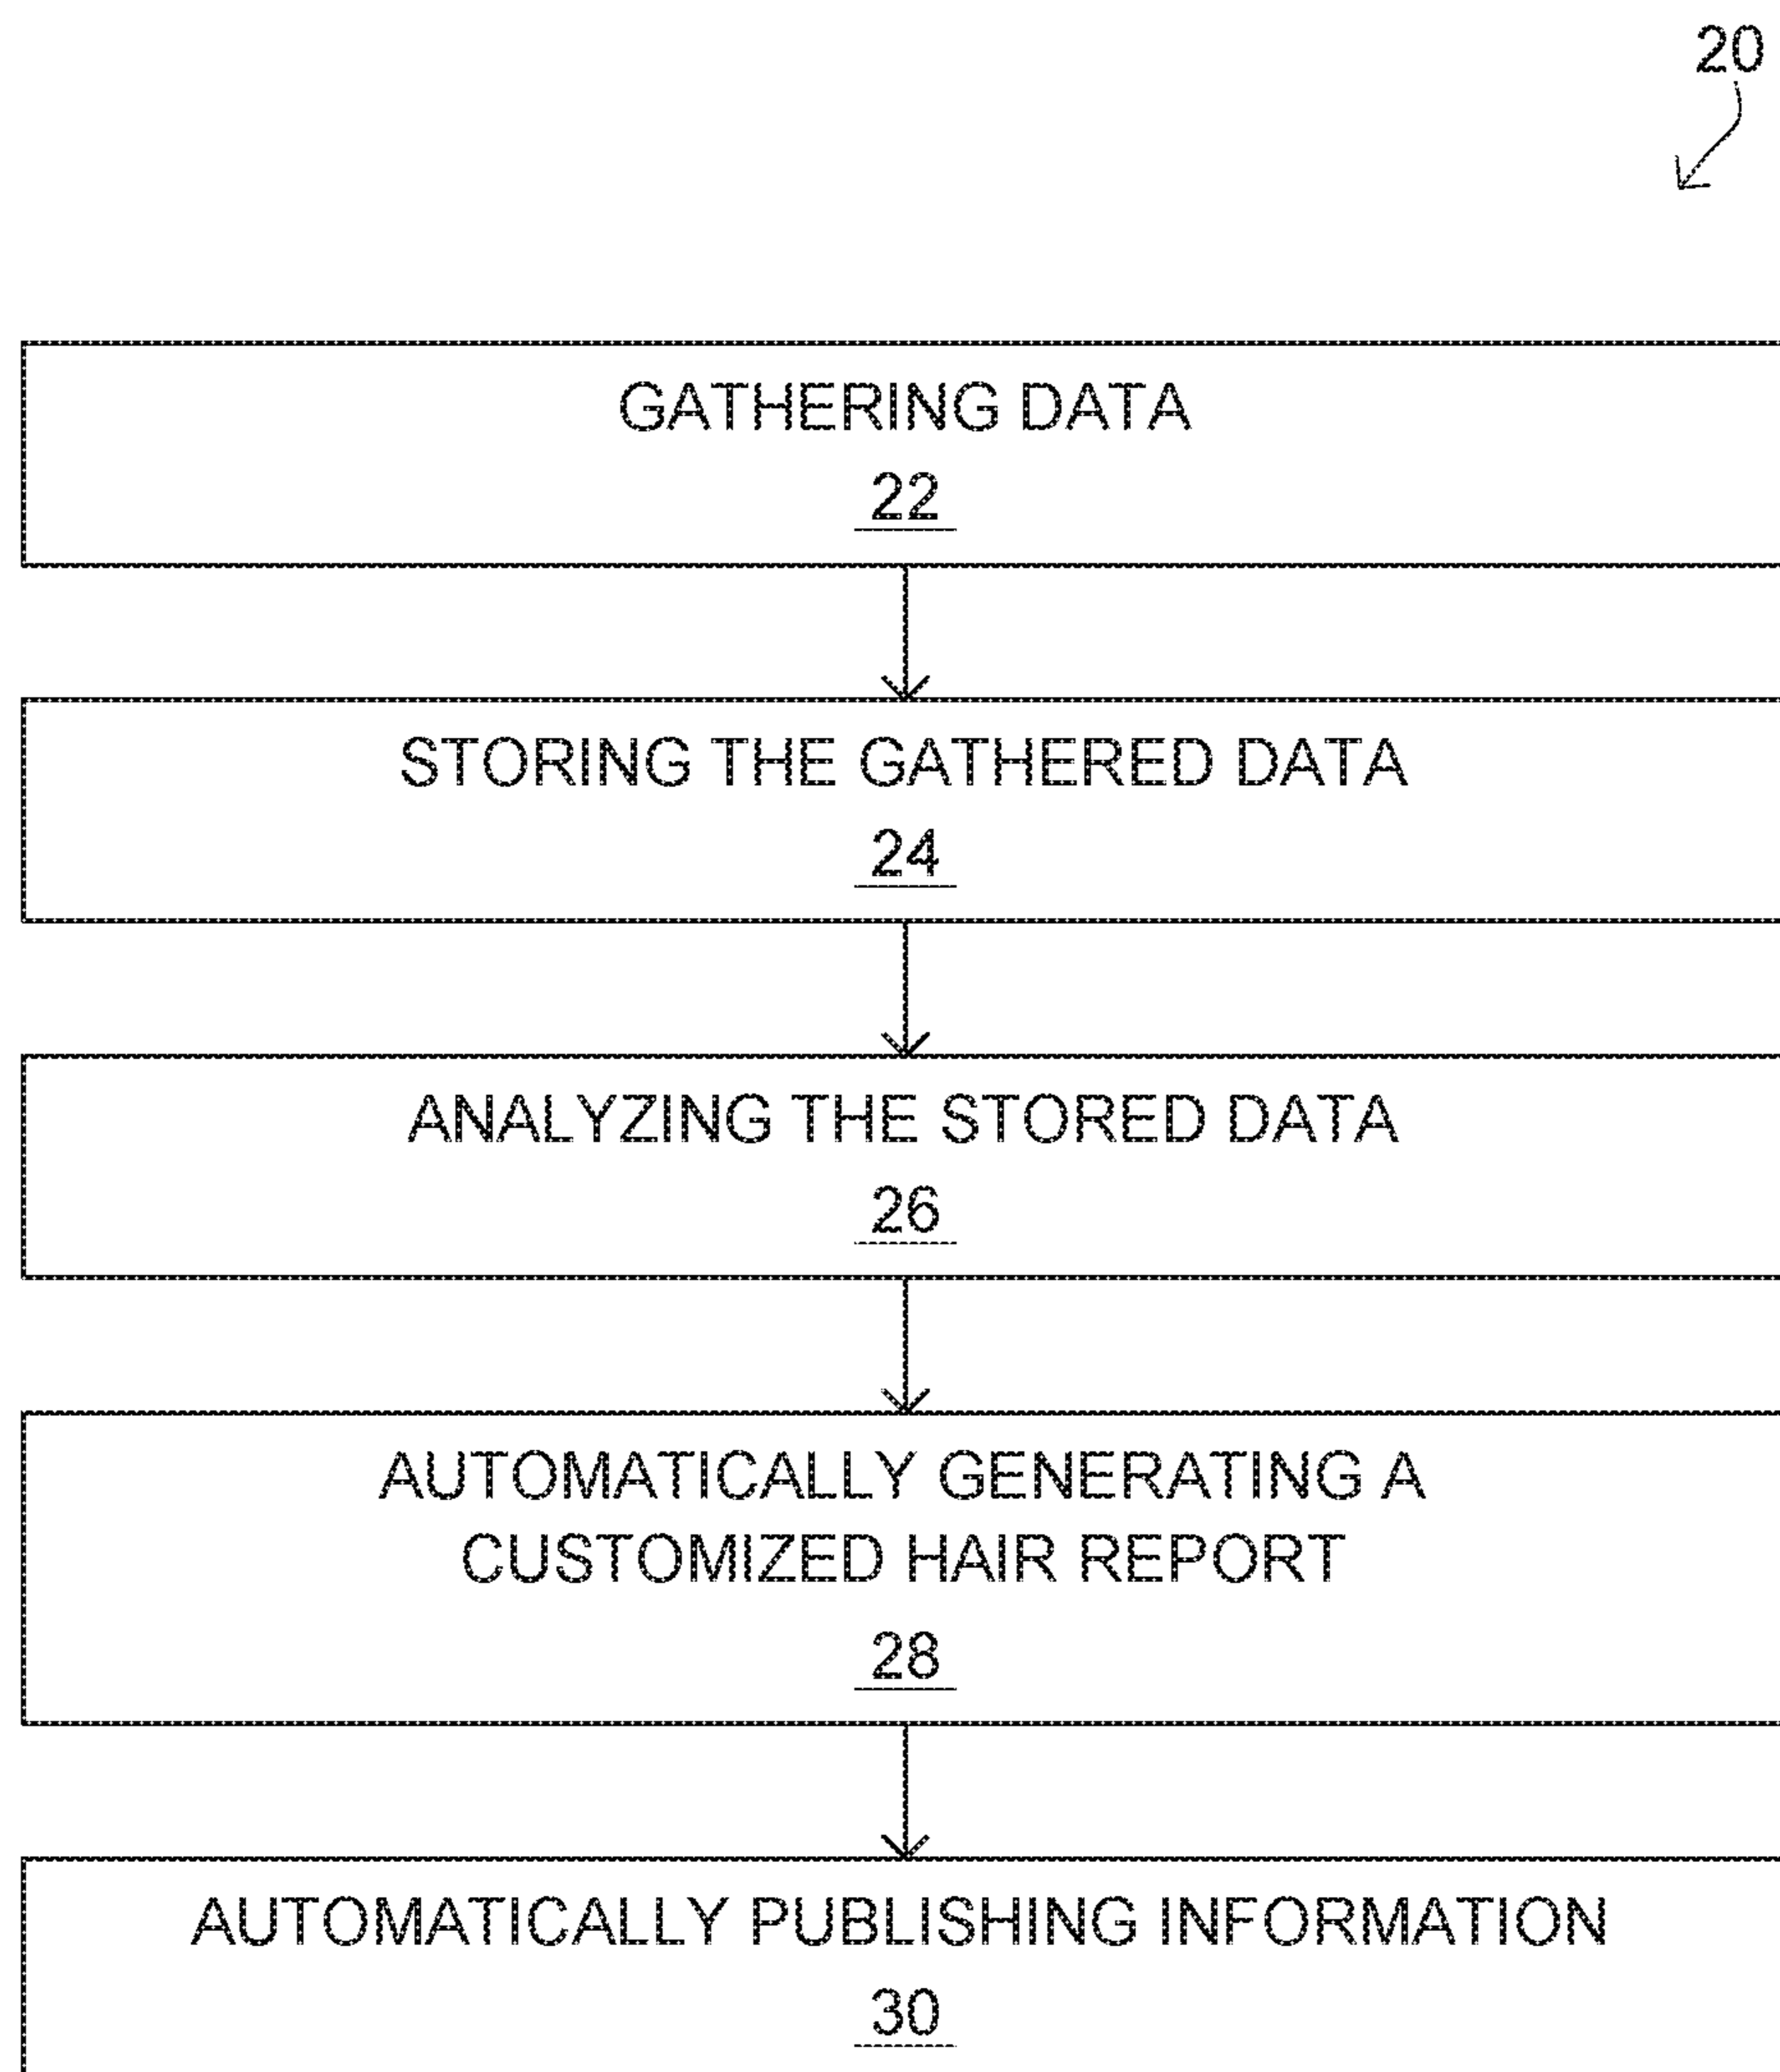 20
GATHERING DATA
22
STORING THE GATHERED DATA
24
ANALYZING THE STORED DATA
26
AUTOMATICALLY GENERATING A
CUSTOMIZED HAIR REPORT
28
AUTOMATICALLY PUBLISHING INFORMATION
30